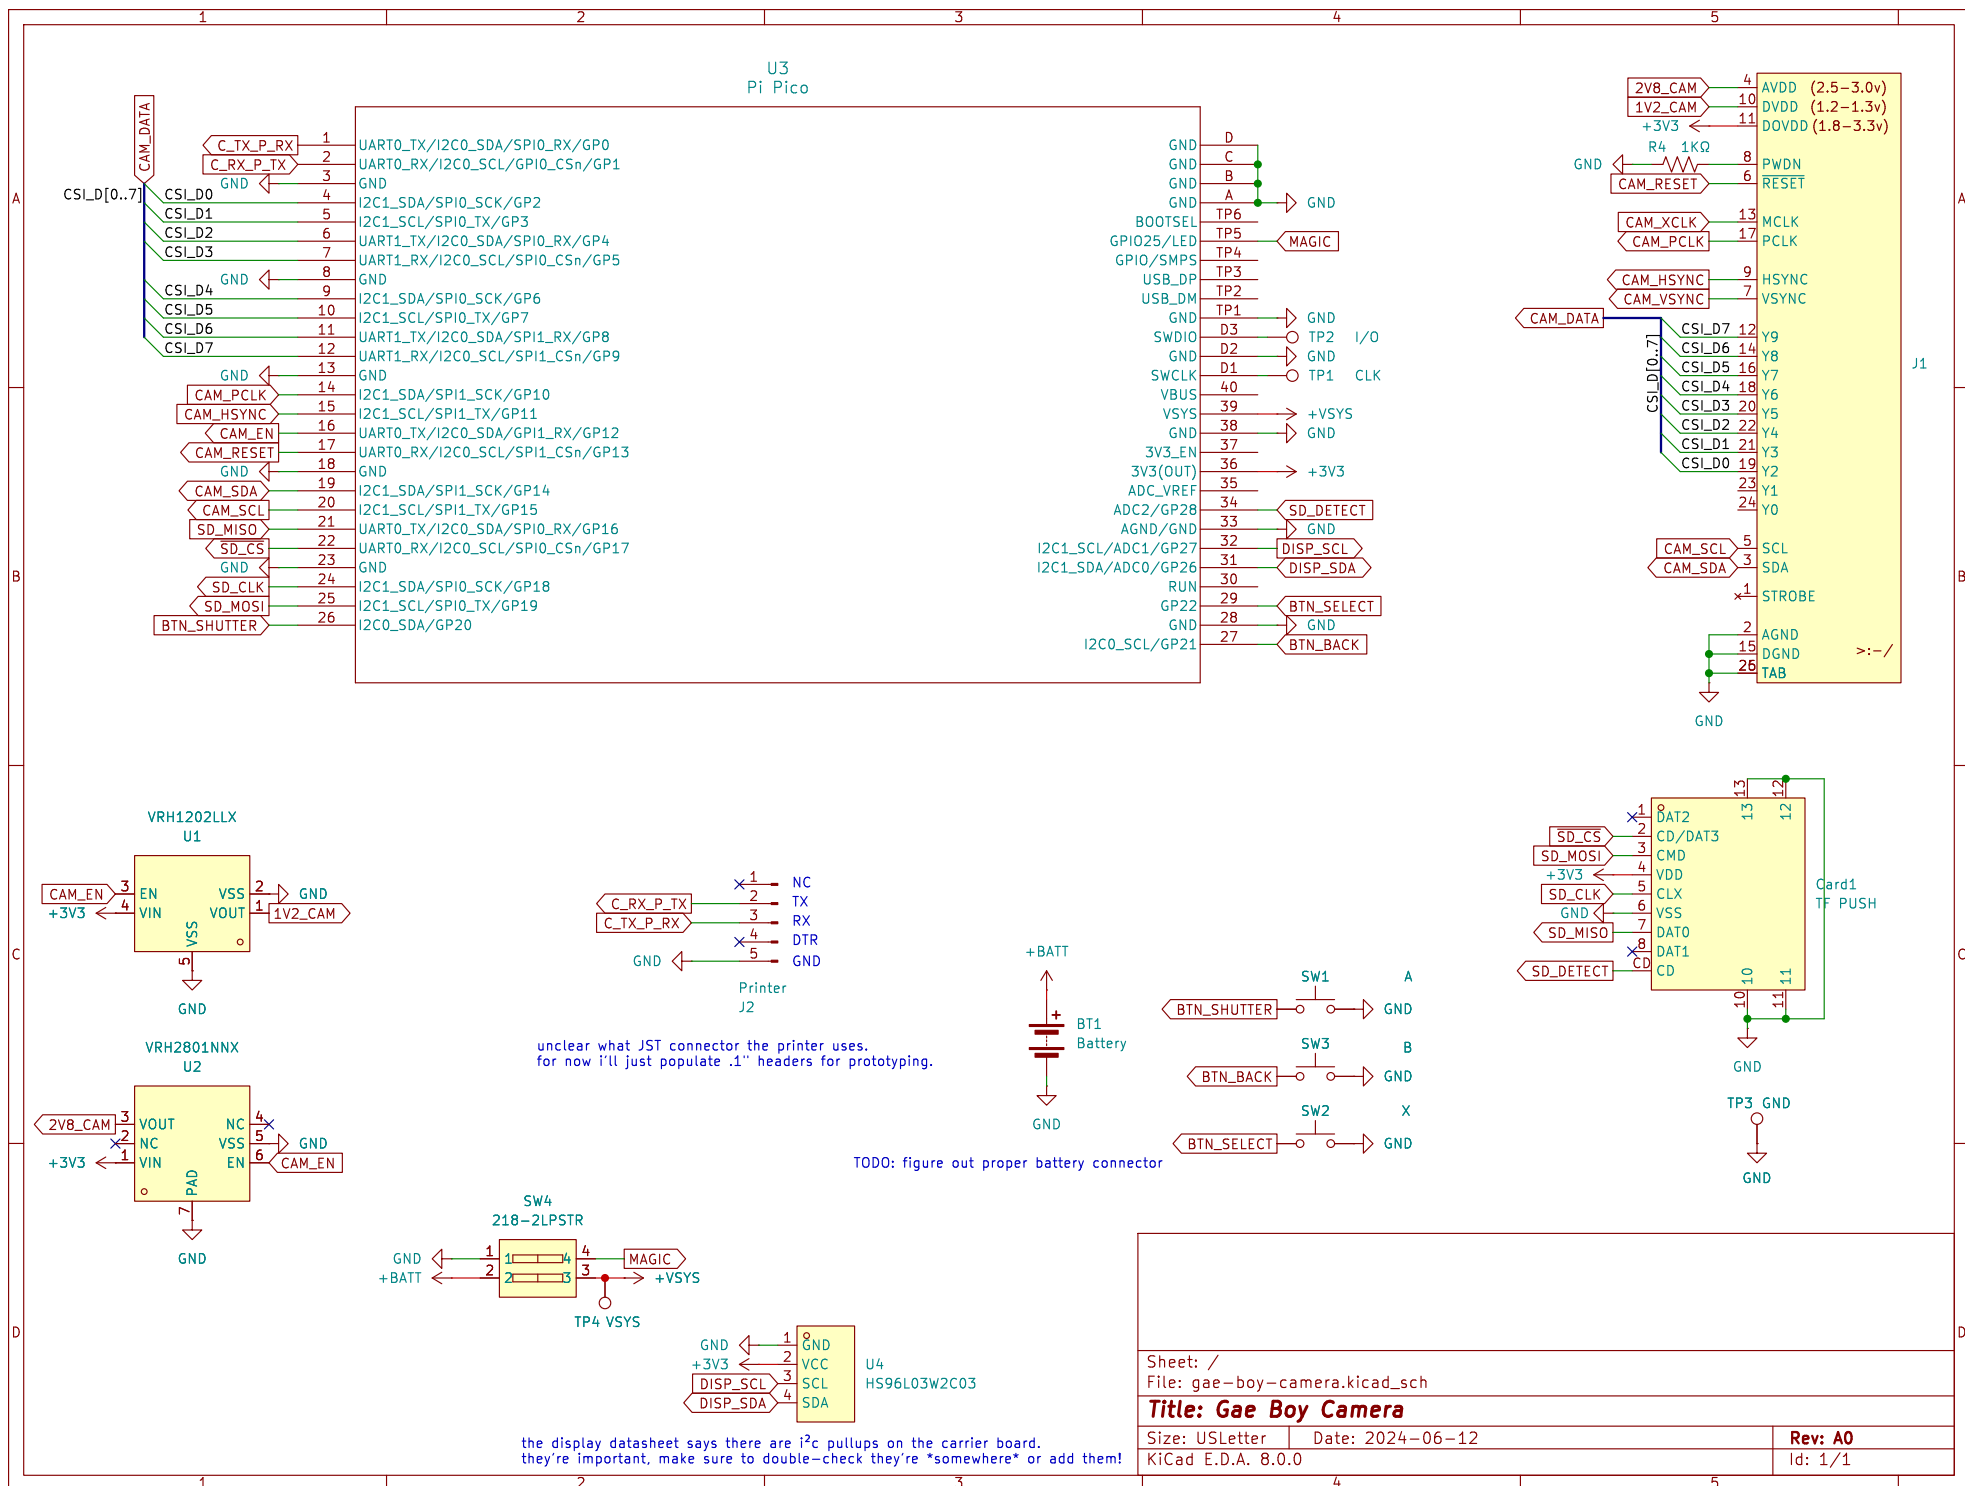 1 2 3 4 5
A
B
C
D
U3
Pi Pico
CAM_DATA
CSI_D[0..7]
C_TX_P_RX 1 UART0_TX/I2C0_SDA/SPI0_RX/GP0
C_RX_P_TX 2 UART0_RX/I2C0_SCL/GPI0_CSn/GP1
GND 3 GND
CSI_D0 4 I2C1_SDA/SPI0_SCK/GP2
CSI_D1 5 I2C1_SCL/SPI0_TX/GP3
CSI_D2 6 UART1_TX/I2C0_SDA/SPI0_RX/GP4
CSI_D3 7 UART1_RX/I2C0_SCL/SPI0_CSn/GP5
GND 8 GND
CSI_D4 9 I2C1_SDA/SPI0_SCK/GP6
CSI_D5 10 I2C1_SCL/SPI0_TX/GP7
CSI_D6 11 UART1_TX/I2C0_SDA/SPI1_RX/GP8
CSI_D7 12 UART1_RX/I2C0_SCL/SPI1_CSn/GP9
GND 13 GND
CAM_PCLK 14 I2C1_SDA/SPI1_SCK/GP10
CAM_HSYNC 15 I2C1_SCL/SPI1_TX/GP11
CAM_EN 16 UART0_TX/I2C0_SDA/GPI1_RX/GP12
CAM_RESET 17 UART0_RX/I2C0_SCL/SPI1_CSn/GP13
GND 18 GND
CAM_SDA 19 I2C1_SDA/SPI1_SCK/GP14
CAM_SCL 20 I2C1_SCL/SPI1_TX/GP15
SD_MISO 21 UART0_TX/I2C0_SDA/SPI0_RX/GP16
SD_CS 22 UART0_RX/I2C0_SCL/SPI0_CSn/GP17
GND 23 GND
SD_CLK 24 I2C1_SDA/SPI0_SCK/GP18
SD_MOSI 25 I2C1_SCL/SPI0_TX/GP19
BTN_SHUTTER 26 I2C0_SDA/GP20
GND D
GND C
GND B
GND A GND
BOOTSEL TP6
GPIO25/LED TP5 MAGIC
GPIO/SMPS TP4
USB_DP TP3
USB_DM TP2
GND TP1 GND
SWDIO D3 TP2 I/O
GND D2 GND
SWCLK D1 TP1 CLK
VBUS 40
VSYS 39 +VSYS
GND 38 GND
3V3_EN 37
3V3(OUT) 36 +3V3
ADC_VREF 35
ADC2/GP28 34 SD_DETECT
AGND/GND 33 GND
I2C1_SCL/ADC1/GP27 32 DISP_SCL
I2C1_SDA/ADC0/GP26 31 DISP_SDA
RUN 30
GP22 29 BTN_SELECT
GND 28 GND
I2C0_SCL/GP21 27 BTN_BACK
2V8_CAM 4 AVDD (2.5-3.0v)
1V2_CAM 10 DVDD (1.2-1.3v)
+3V3 11 DOVDD (1.8-3.3v)
R4 1KΩ
GND 8 PWDN
CAM_RESET 6 RESET
CAM_XCLK 13 MCLK
CAM_PCLK 17 PCLK
CAM_HSYNC 9 HSYNC
CAM_VSYNC 7 VSYNC
CAM_DATA
CSI_D[0..7]
CSI_D7 12 Y9
CSI_D6 14 Y8
CSI_D5 16 Y7
CSI_D4 18 Y6
CSI_D3 20 Y5
CSI_D2 22 Y4
CSI_D1 21 Y3
CSI_D0 19 Y2
23 Y1
24 Y0
J1
CAM_SCL 5 SCL
CAM_SDA 3 SDA
1 STROBE
2 AGND
15 DGND
TAB
>:-/
GND
VRH1202LLX
U1
CAM_EN 3 EN VSS 2 GND
+3V3 4 VIN VOUT 1 1V2_CAM
VSS
5
GND
VRH2801NNX
U2
2V8_CAM 3 VOUT NC 4
2 NC VSS 5 GND
+3V3 1 VIN EN 6 CAM_EN
PAD
7
GND
1 NC
C_RX_P_TX 2 TX
C_TX_P_RX 3 RX
4 DTR
GND 5 GND
Printer
J2
unclear what JST connector the printer uses.
for now i'll just populate .1" headers for prototyping.
+BATT
+
BT1
Battery
GND
TODO: figure out proper battery connector
SW1 A
BTN_SHUTTER GND
SW3 B
BTN_BACK GND
SW2 X
BTN_SELECT GND
13 12
13 12
1 DAT2
SD_CS 2 CD/DAT3
SD_MOSI 3 CMD
+3V3 4 VDD
SD_CLK 5 CLX
GND 6 VSS
SD_MISO 7 DAT0
8 DAT1
SD_DETECT CD CD
10 11
10 11
Card1
TF PUSH
GND
TP3 GND
GND
SW4
218-2LPSTR
GND 1 1 4 4 MAGIC
+BATT 2 2 3 3 +VSYS
TP4 VSYS
GND 1 GND
+3V3 2 VCC
DISP_SCL 3 SCL
DISP_SDA 4 SDA
U4
HS96L03W2C03
the display datasheet says there are i²c pullups on the carrier board.
they're important, make sure to double-check they're *somewhere* or add them!
Sheet: /
File: gae-boy-camera.kicad_sch
Title: Gae Boy Camera
Size: USLetter Date: 2024-06-12 Rev: A0
KiCad E.D.A. 8.0.0 Id: 1/1
A
B
C
D
1 2 3 4 5